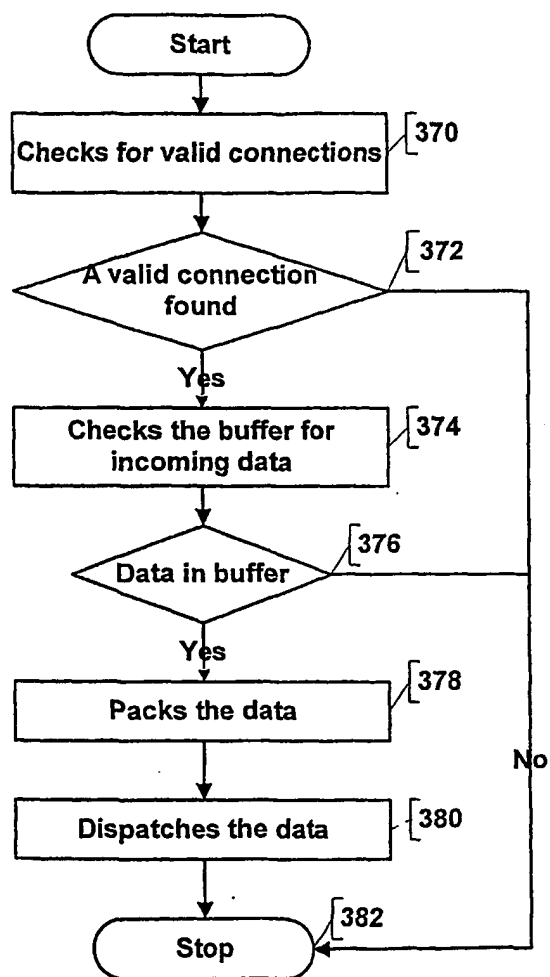 Start
Checks for valid connections
370
A valid connection
found
372
Yes
Checks the buffer for
incoming data
374
Data in buffer
376
Yes
Packs the data
378
No
Dispatches the data
380
Stop
382